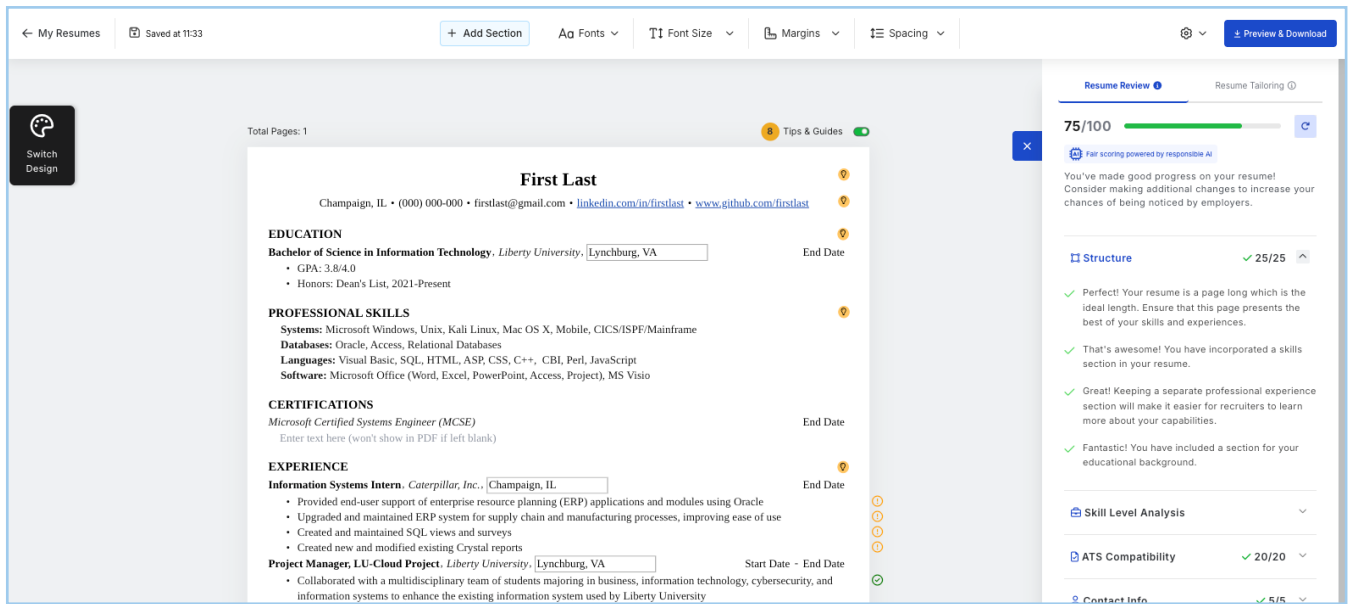 ← My Resumes
Saved at 11:33
+ Add Section
Aa Fonts
Font Size
Margins
Spacing
Preview & Download
Switch
Design
Total Pages: 1
8 Tips & Guides
First Last
Champaign, IL • (000) 000-000 • firstlast@gmail.com • linkedin.com/in/firstlast • www.github.com/firstlast
EDUCATION
Bachelor of Science in Information Technology, Liberty University, Lynchburg, VA End Date
• GPA: 3.8/4.0
• Honors: Dean's List, 2021-Present
PROFESSIONAL SKILLS
Systems: Microsoft Windows, Unix, Kali Linux, Mac OS X, Mobile, CICS/ISPF/Mainframe
Databases: Oracle, Access, Relational Databases
Languages: Visual Basic, SQL, HTML, ASP, CSS, C++, CBI, Perl, JavaScript
Software: Microsoft Office (Word, Excel, PowerPoint, Access, Project), MS Visio
CERTIFICATIONS
Microsoft Certified Systems Engineer (MCSE) End Date
Enter text here (won't show in PDF if left blank)
EXPERIENCE
Information Systems Intern, Caterpillar, Inc., Champaign, IL End Date
• Provided end-user support of enterprise resource planning (ERP) applications and modules using Oracle
• Upgraded and maintained ERP system for supply chain and manufacturing processes, improving ease of use
• Created and maintained SQL views and surveys
• Created new and modified existing Crystal reports
Project Manager, LU-Cloud Project, Liberty University, Lynchburg, VA Start Date - End Date
• Collaborated with a multidisciplinary team of students majoring in business, information technology, cybersecurity, and
information systems to enhance the existing information system used by Liberty University
Resume Review
Resume Tailoring
75/100
AI Fair scoring powered by responsible AI
You've made good progress on your resume!
Consider making additional changes to increase your
chances of being noticed by employers.
Structure 25/25
Perfect! Your resume is a page long which is the
ideal length. Ensure that this page presents the
best of your skills and experiences.
That's awesome! You have incorporated a skills
section in your resume.
Great! Keeping a separate professional experience
section will make it easier for recruiters to learn
more about your capabilities.
Fantastic! You have included a section for your
educational background.
Skill Level Analysis
ATS Compatibility 20/20
Contact Info 5/5